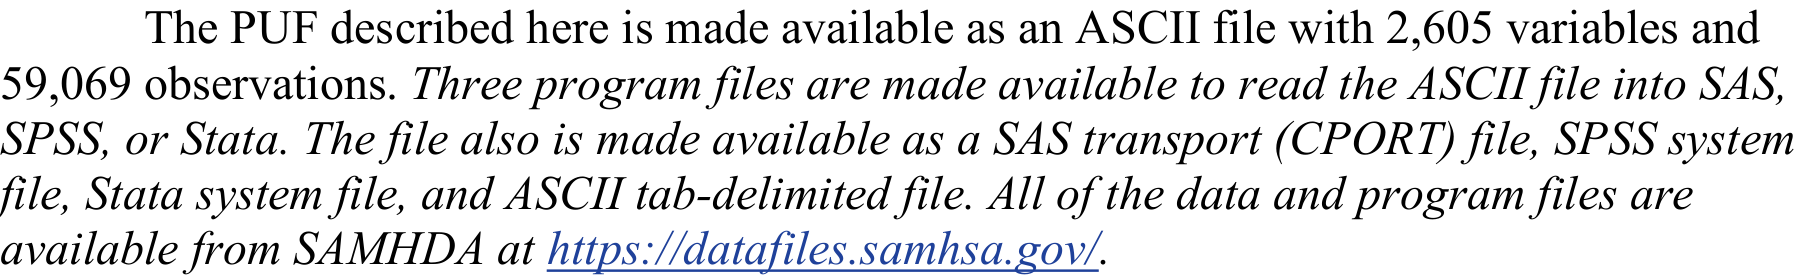 The PUF described here is made available as an ASCII file with 2,605 variables and
59,069 observations. Three program files are made available to read the ASCII file into SAS,
SPSS, or Stata. The file also is made available as a SAS transport (CPORT) file, SPSS system
file, Stata system file, and ASCII tab-delimited file. All of the data and program files are
available from SAMHDA at https://datafiles.samhsa.gov/.